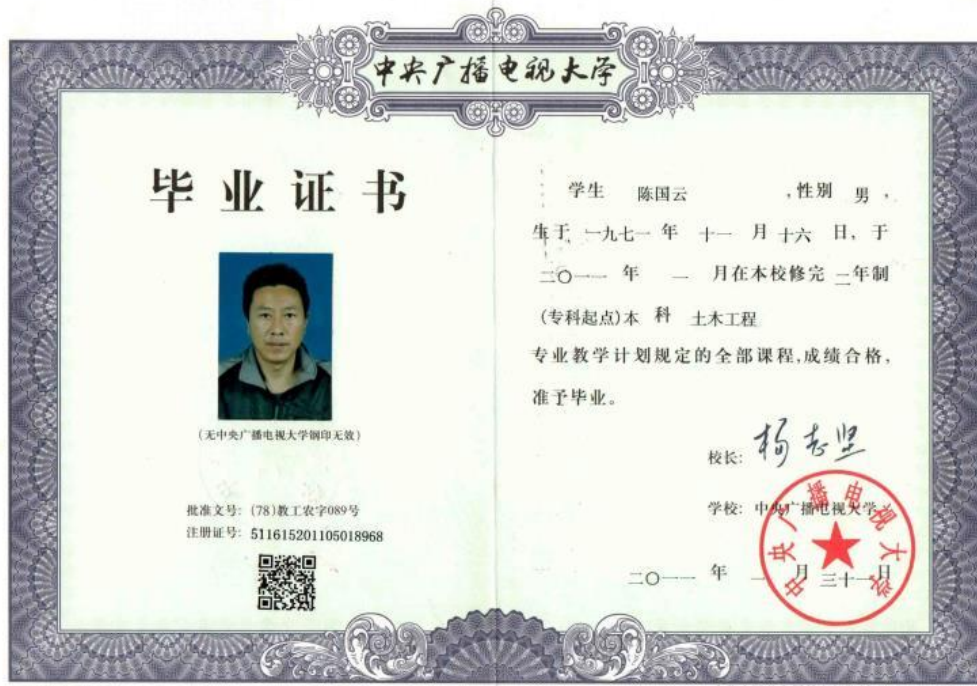 中央广播电视大学
毕业证书
(无中央广播电视大学钢印无效)
批准文号: (78)教工农字089号
注册证号: 511615201105018968
学生 陈国云 ,性别 男 ,
生于 一九七一 年 十一 月 十六 日, 于
二〇一一 年 一 月在本校修完 二年制
(专科起点)本 科 土木工程
专业教学计划规定的全部课程,成绩合格,
准予毕业。
校长: 杨志坚
学校: 中央广播电视大学
二〇一一 年 一 月 三十一日
中央广播电视大学